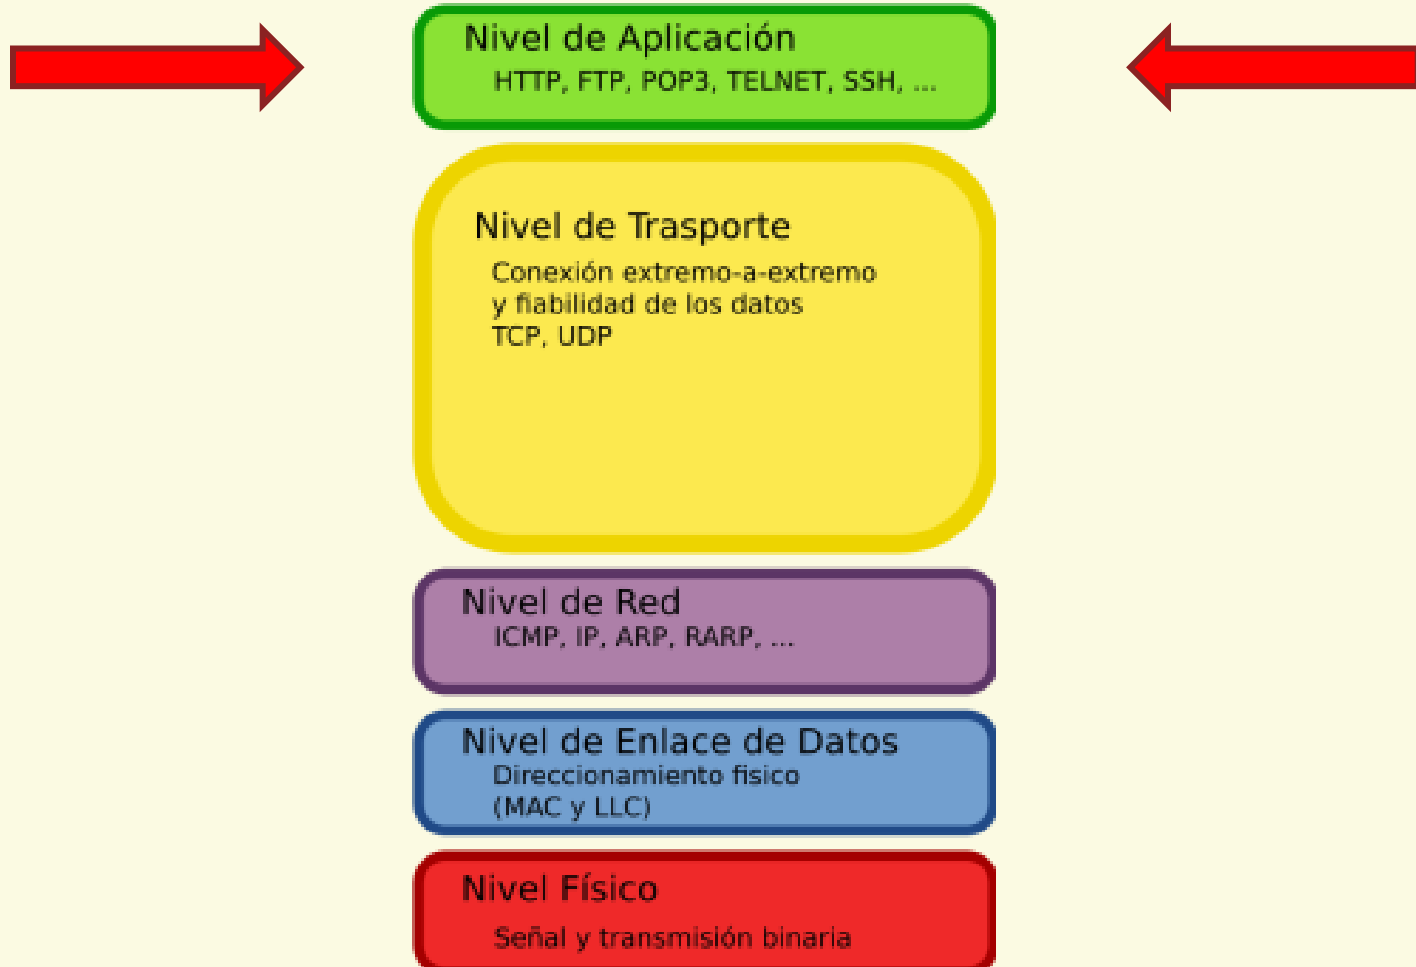 Nivel de Aplicación
HTTP, FTP, POP3, TELNET, SSH, ...
Nivel de Trasporte
Conexión extremo-a-extremo
y fiabilidad de los datos
TCP, UDP
Nivel de Red
ICMP, IP, ARP, RARP, ...
Nivel de Enlace de Datos
Direccionamiento fisico
(MAC y LLC)
Nivel Físico
Señal y transmisión binaria